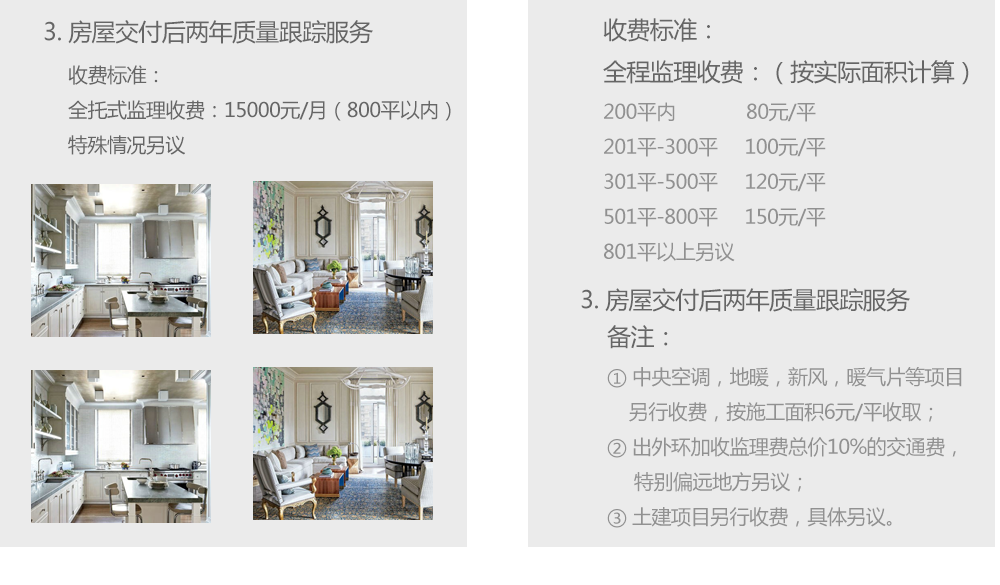 3. 房屋交付后两年质量跟踪服务
收费标准：
全托式监理收费：15000元/月（800平以内）
特殊情况另议
收费标准：
全程监理收费：（按实际面积计算）
200平内 80元/平
201平-300平 100元/平
301平-500平 120元/平
501平-800平 150元/平
801平以上另议
3. 房屋交付后两年质量跟踪服务
备注：
① 中央空调，地暖，新风，暖气片等项目
另行收费，按施工面积6元/平收取；
② 出外环加收监理费总价10%的交通费，
特别偏远地方另议；
③ 土建项目另行收费，具体另议。